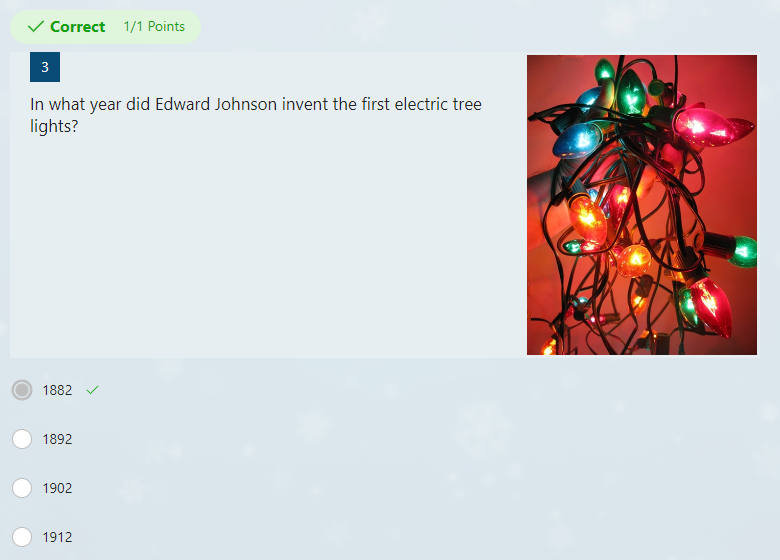 Correct 1/1 Points
3
In what year did Edward Johnson invent the first electric tree
lights?
1882
1892
1902
1912